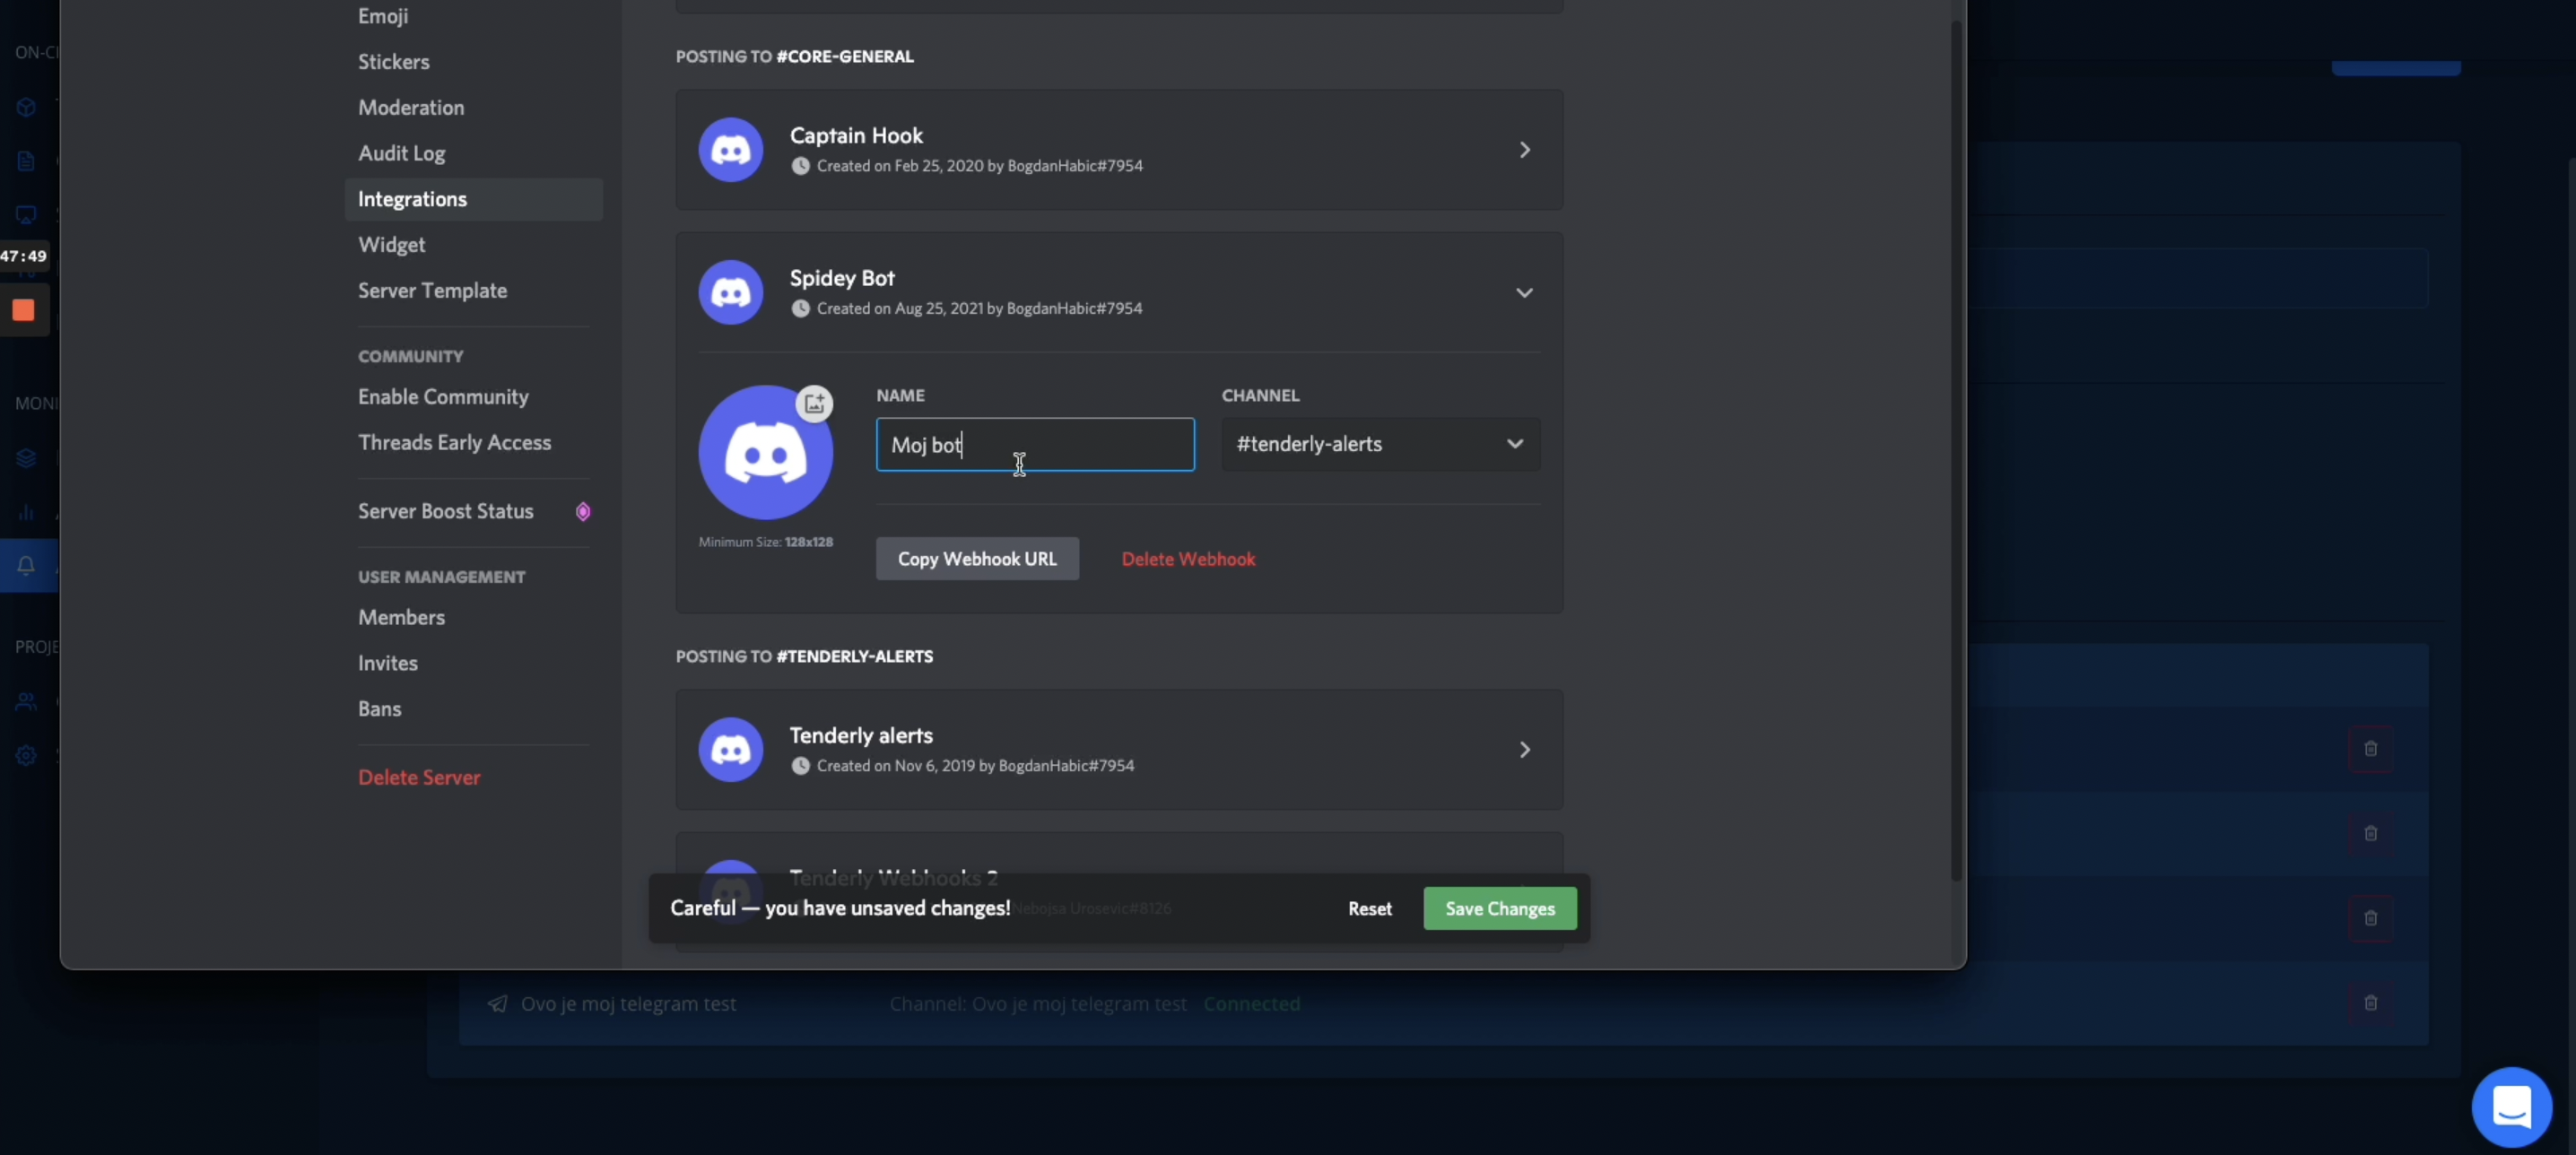 ON-C
47:49
MONI
PROJE
Emoji
Stickers
Moderation
Audit Log
Integrations
Widget
Server Template
COMMUNITY
Enable Community
Threads Early Access
Server Boost Status
USER MANAGEMENT
Members
Invites
Bans
Delete Server
POSTING TO #CORE-GENERAL
Captain Hook
Created on Feb 25, 2020 by BogdanHabic#7954
Spidey Bot
Created on Aug 25, 2021 by BogdanHabic#7954
NAME
CHANNEL
Moj bot
#tenderly-alerts
Minimum Size: 128x128
Copy Webhook URL
Delete Webhook
POSTING TO #TENDERLY-ALERTS
Tenderly alerts
Created on Nov 6, 2019 by BogdanHabic#7954
Tenderly Webhooks 2
Careful — you have unsaved changes!
Nebojsa Urosevic#8126
Reset
Save Changes
Ovo je moj telegram test
Channel: Ovo je moj telegram test Connected